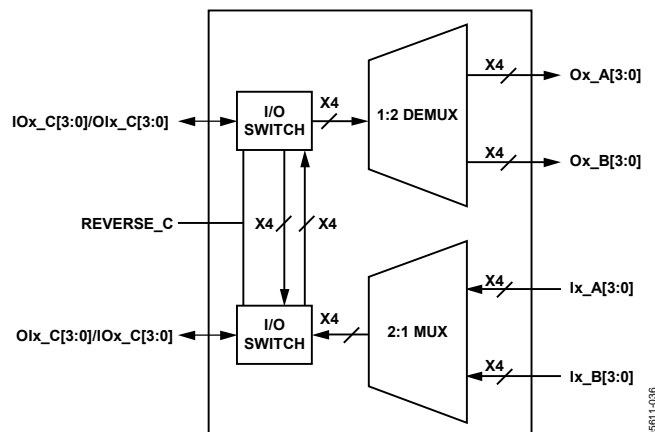 X4
Ox_A[3:0]
I/O
SWITCH
X4
IOx_C[3:0]/OIx_C[3:0]
1:2 DEMUX
X4
Ox_B[3:0]
REVERSE_C
X4
X4
X4
Ix_A[3:0]
I/O
SWITCH
X4
OIx_C[3:0]/IOx_C[3:0]
2:1 MUX
X4
Ix_B[3:0]